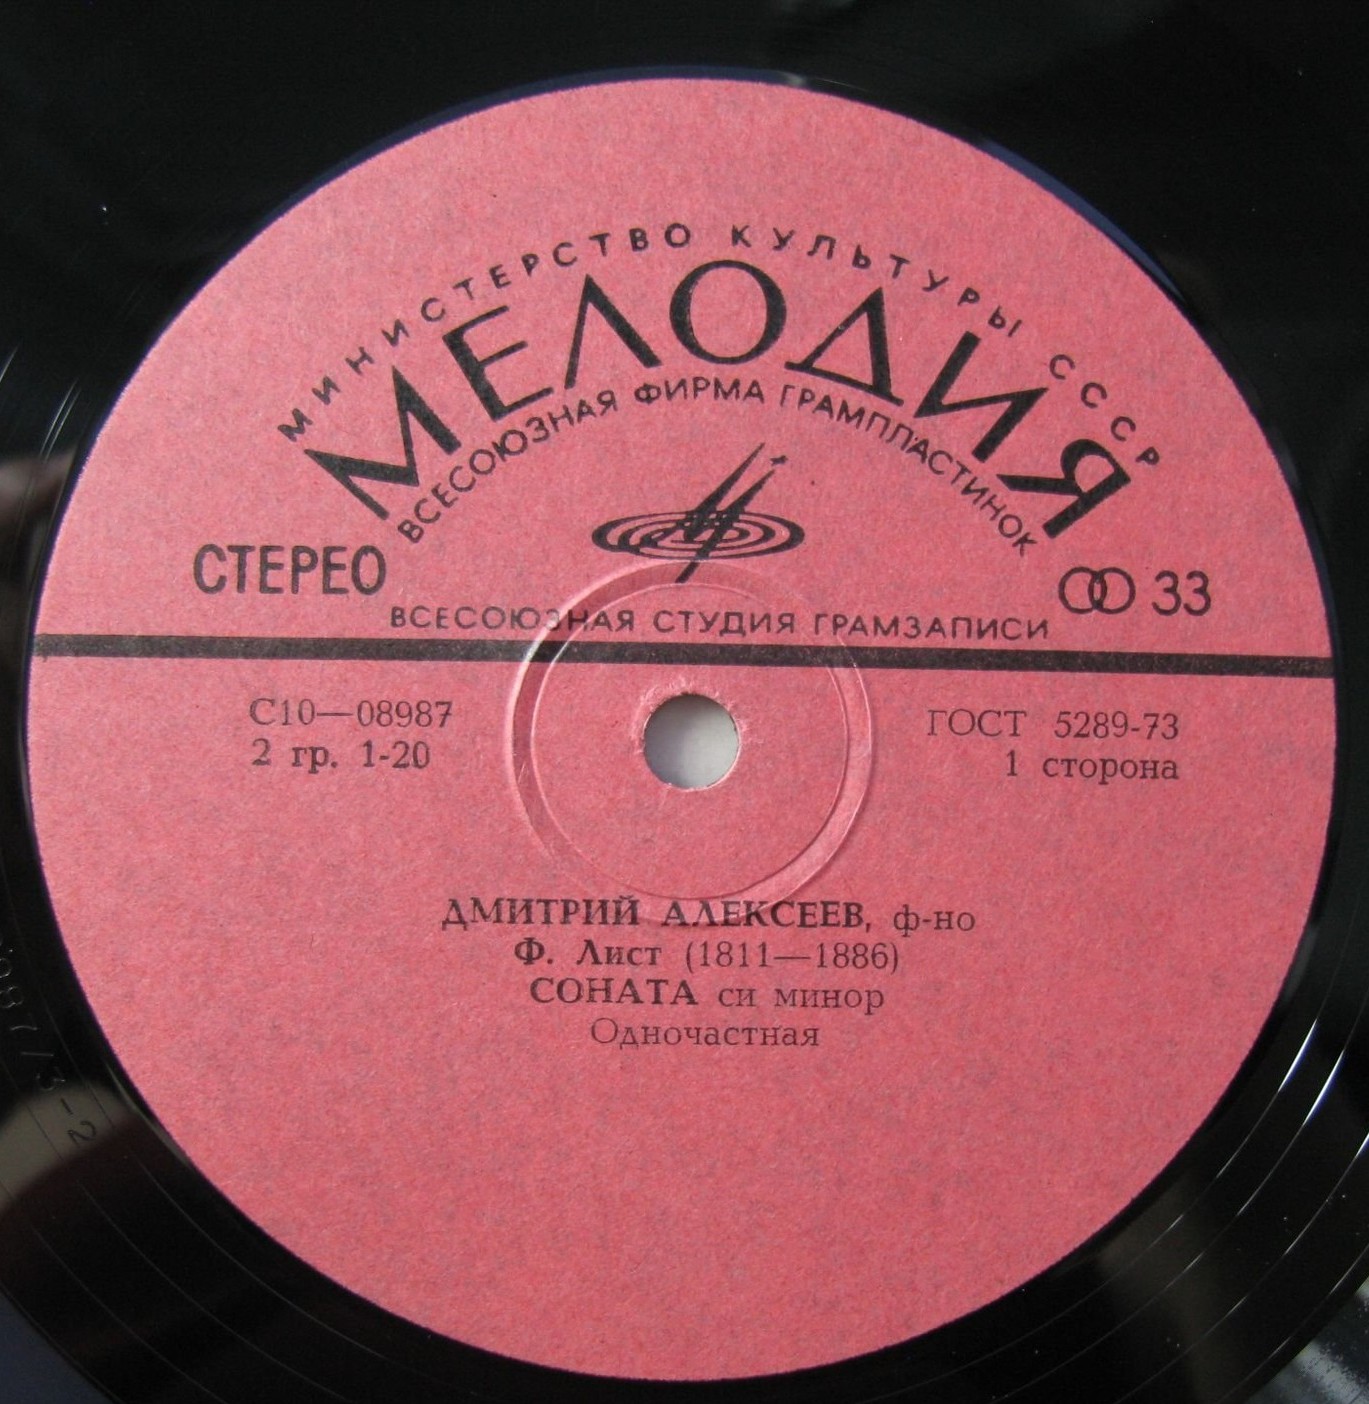 МИНИСТЕРСТВО КУЛЬТУРЫ СССР
МЕЛОДИЯ
ВСЕСОЮЗНАЯ ФИРМА ГРАМПЛАСТИНОК
СТЕРЕО
33
ВСЕСОЮЗНАЯ СТУДИЯ ГРАМЗАПИСИ
С10—08987
ГОСТ 5289-73
2 гр. 1-20
1 сторона
ДМИТРИЙ АЛЕКСЕЕВ, ф-но
Ф. Лист (1811—1886)
СОНАТА си минор
Одночастная